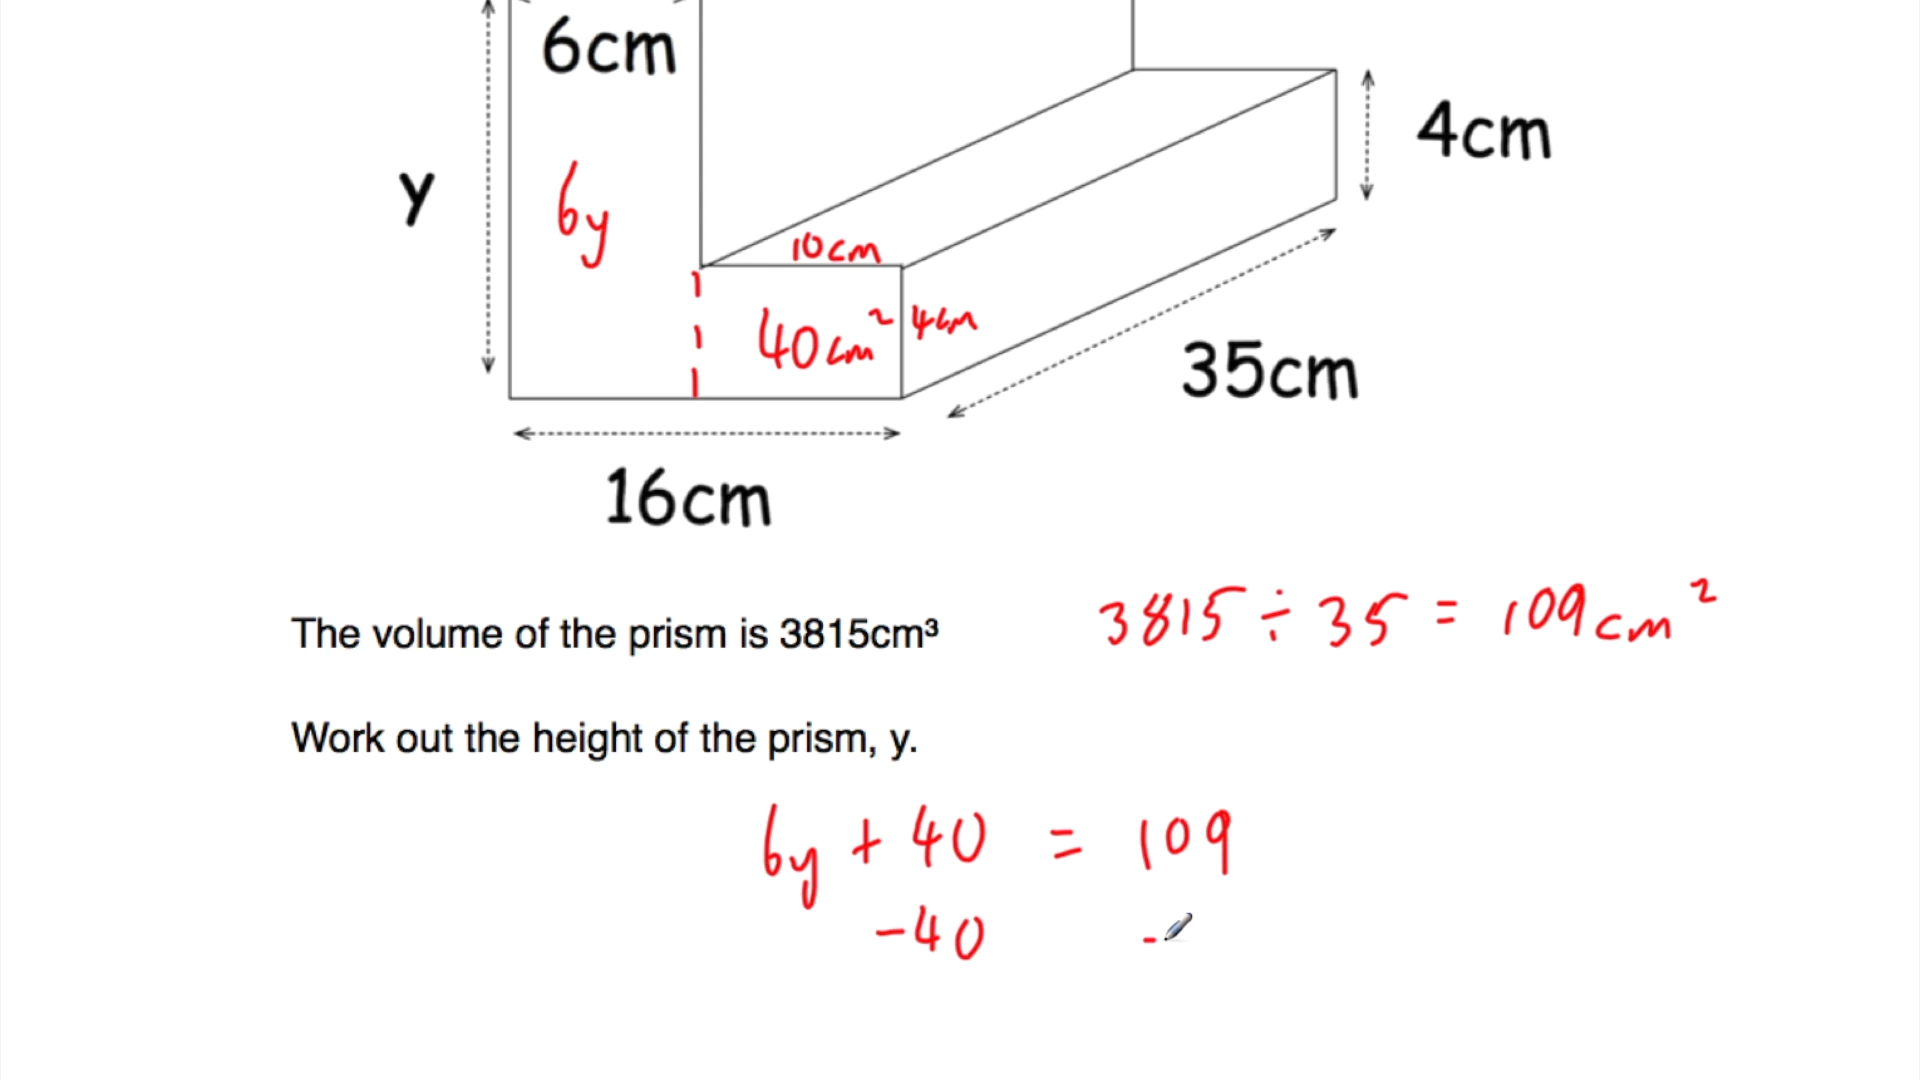 6cm
4cm
y
6y
10cm
40cm² 4cm
35cm
16cm
The volume of the prism is 3815cm³
3815 ÷ 35 = 109cm²
Work out the height of the prism, y.
6y + 40 = 109
-40 -